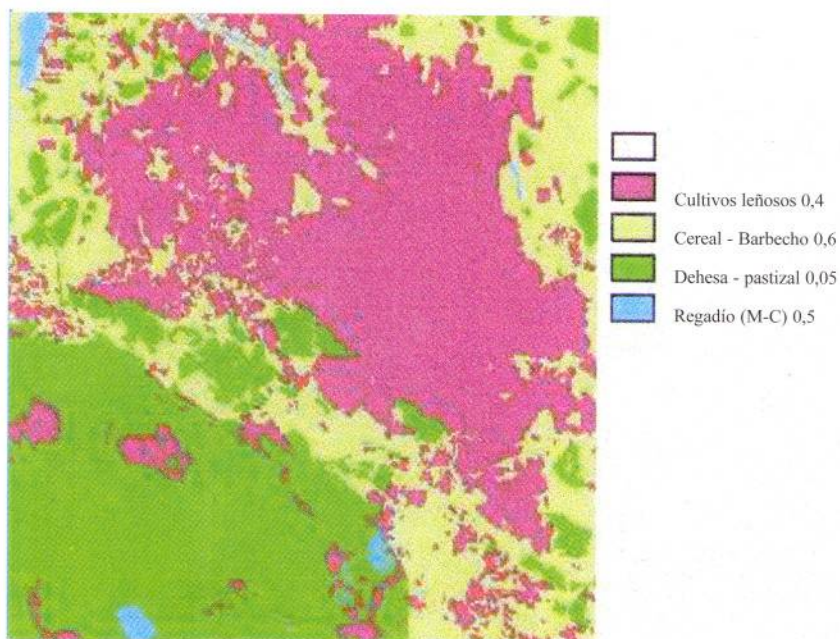 Cultivos leñosos 0,4
Cereal - Barbecho 0,6
Dehesa - pastizal 0,05
Regadío (M-C) 0,5